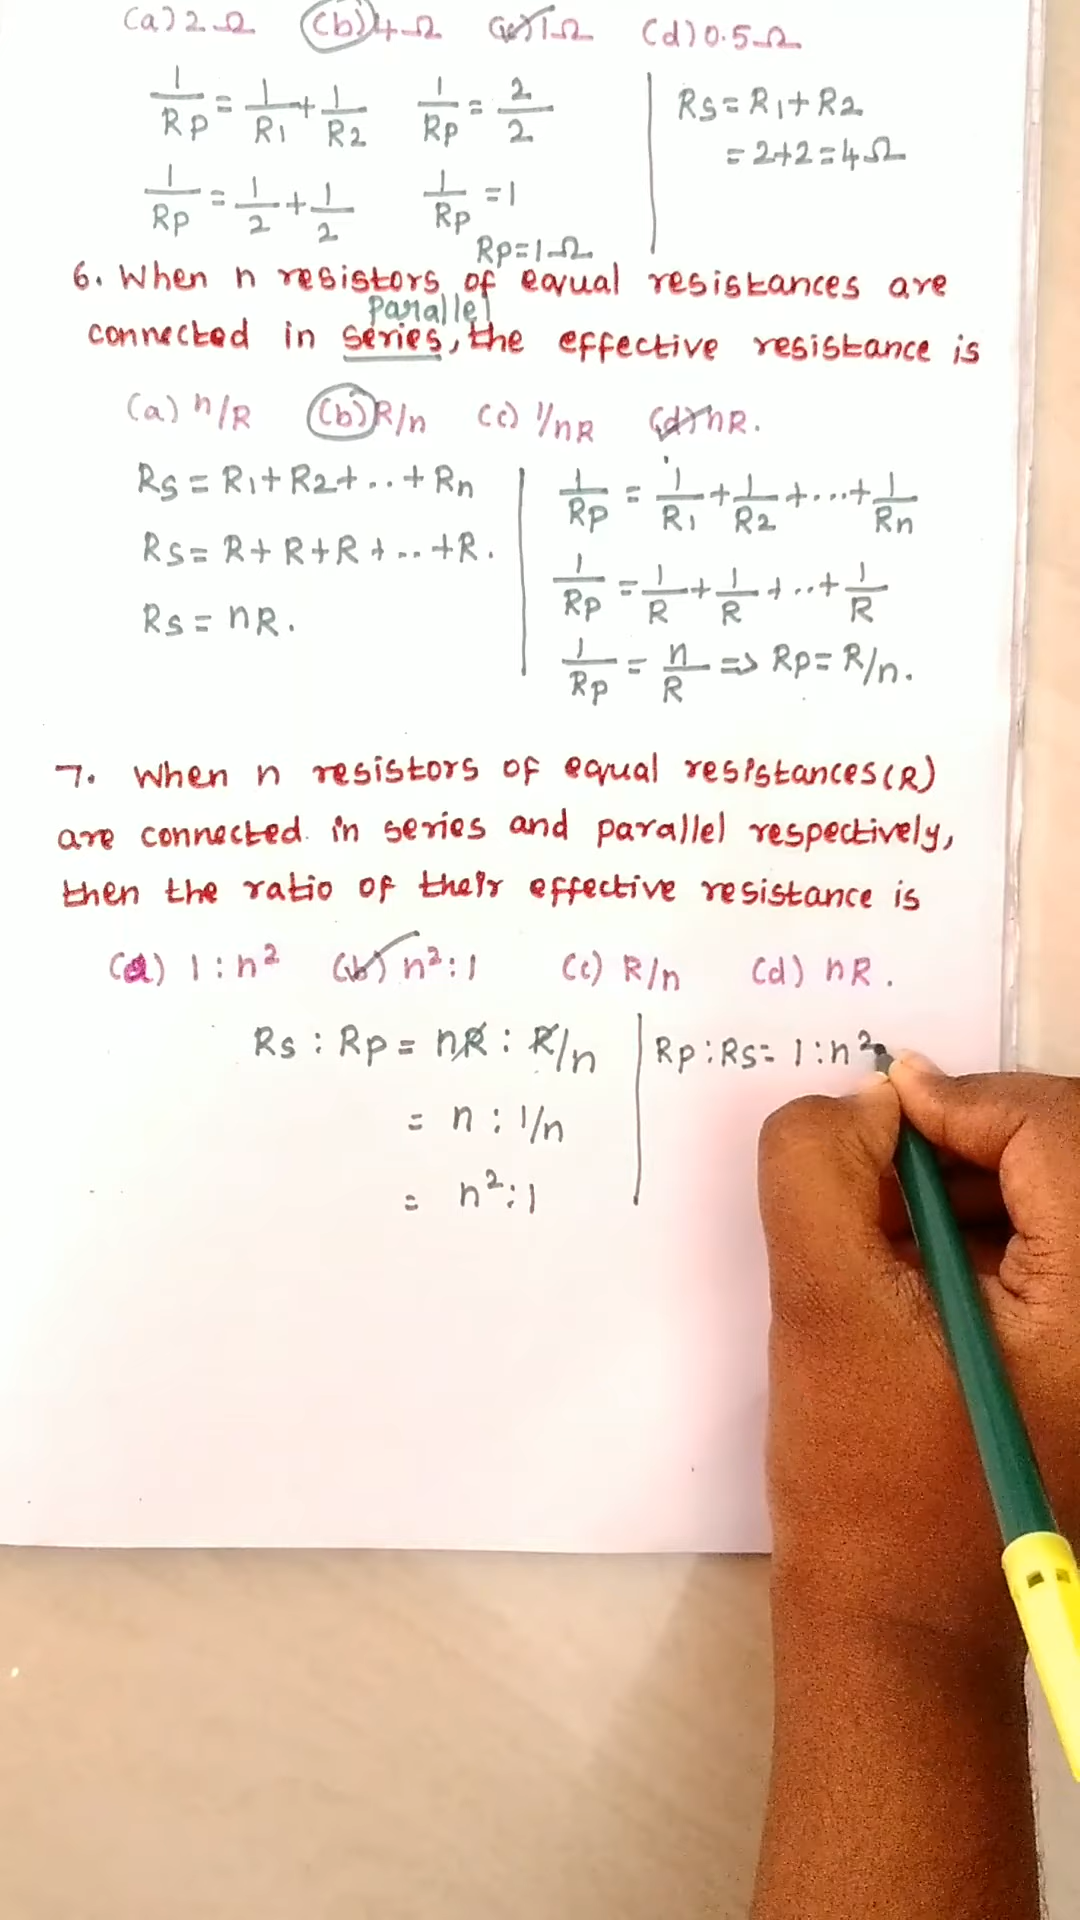 (a) 2 Ω (b) 4 Ω (c) 1 Ω (d) 0.5 Ω
1/Rp = 1/R1 + 1/R2
1/Rp = 1/2 + 1/2
1/Rp = 2/2
1/Rp = 1
Rp = 1 Ω
Rs = R1 + R2
= 2+2 = 4 Ω
6. When n resistors of equal resistances are
parallel
connected in series, the effective resistance is
(a) n/R (b) R/n (c) 1/nR (d) nR.
Rs = R1 + R2 + .. + Rn
Rs = R + R + R + .. + R.
Rs = nR.
1/Rp = 1/R1 + 1/R2 + ... + 1/Rn
1/Rp = 1/R + 1/R + .. + 1/R
1/Rp = n/R => Rp = R/n.
7. When n resistors of equal resistances (R)
are connected. in series and parallel respectively,
then the ratio of their effective resistance is
(a) 1 : n² (b) n² : 1 (c) R/n (d) nR.
Rs : Rp = nR : R/n
= n : 1/n
= n² : 1
Rp : Rs = 1 : n²